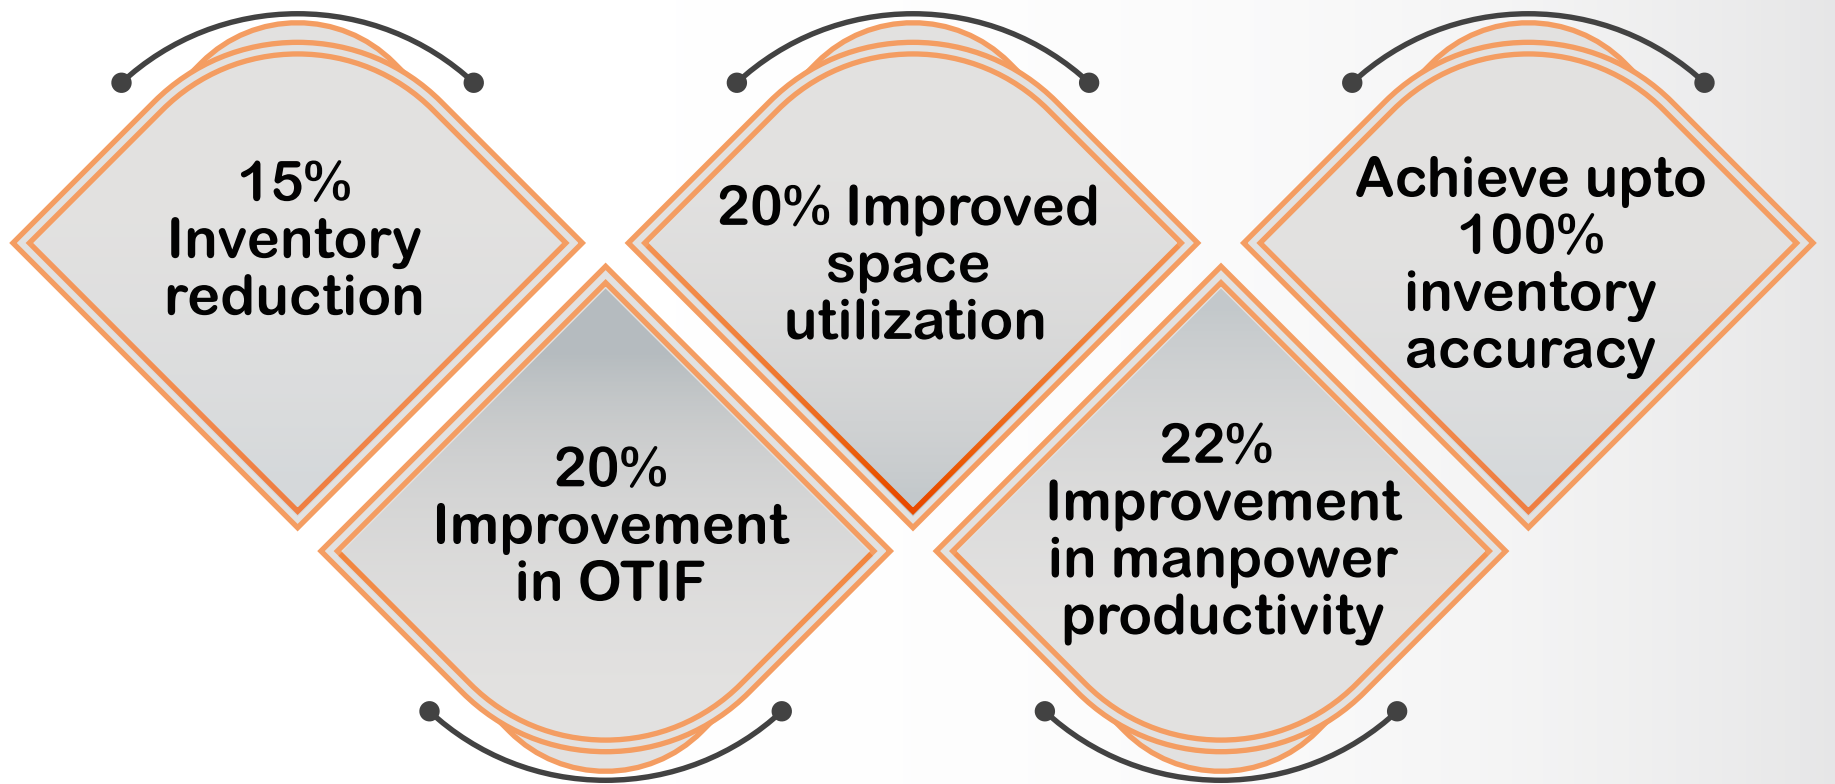 15%
Inventory
reduction
20%
Improvement
in OTIF
20% Improved
space
utilization
22%
Improvement
in manpower
productivity
Achieve upto
100%
inventory
accuracy